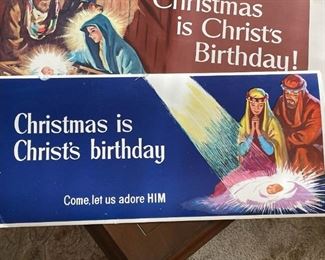 Christmas
is Christ's
Birthday!
Christmas is
Christ's birthday
Come, let us adore HIM